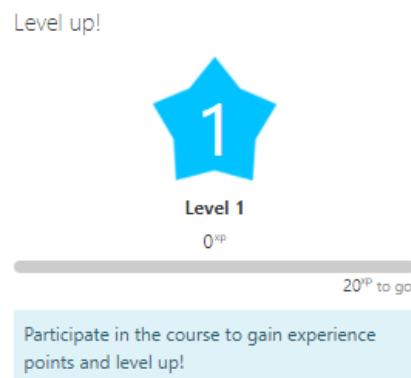 Level up!
1
Level 1
0xp
20xp to go
Participate in the course to gain experience
points and level up!